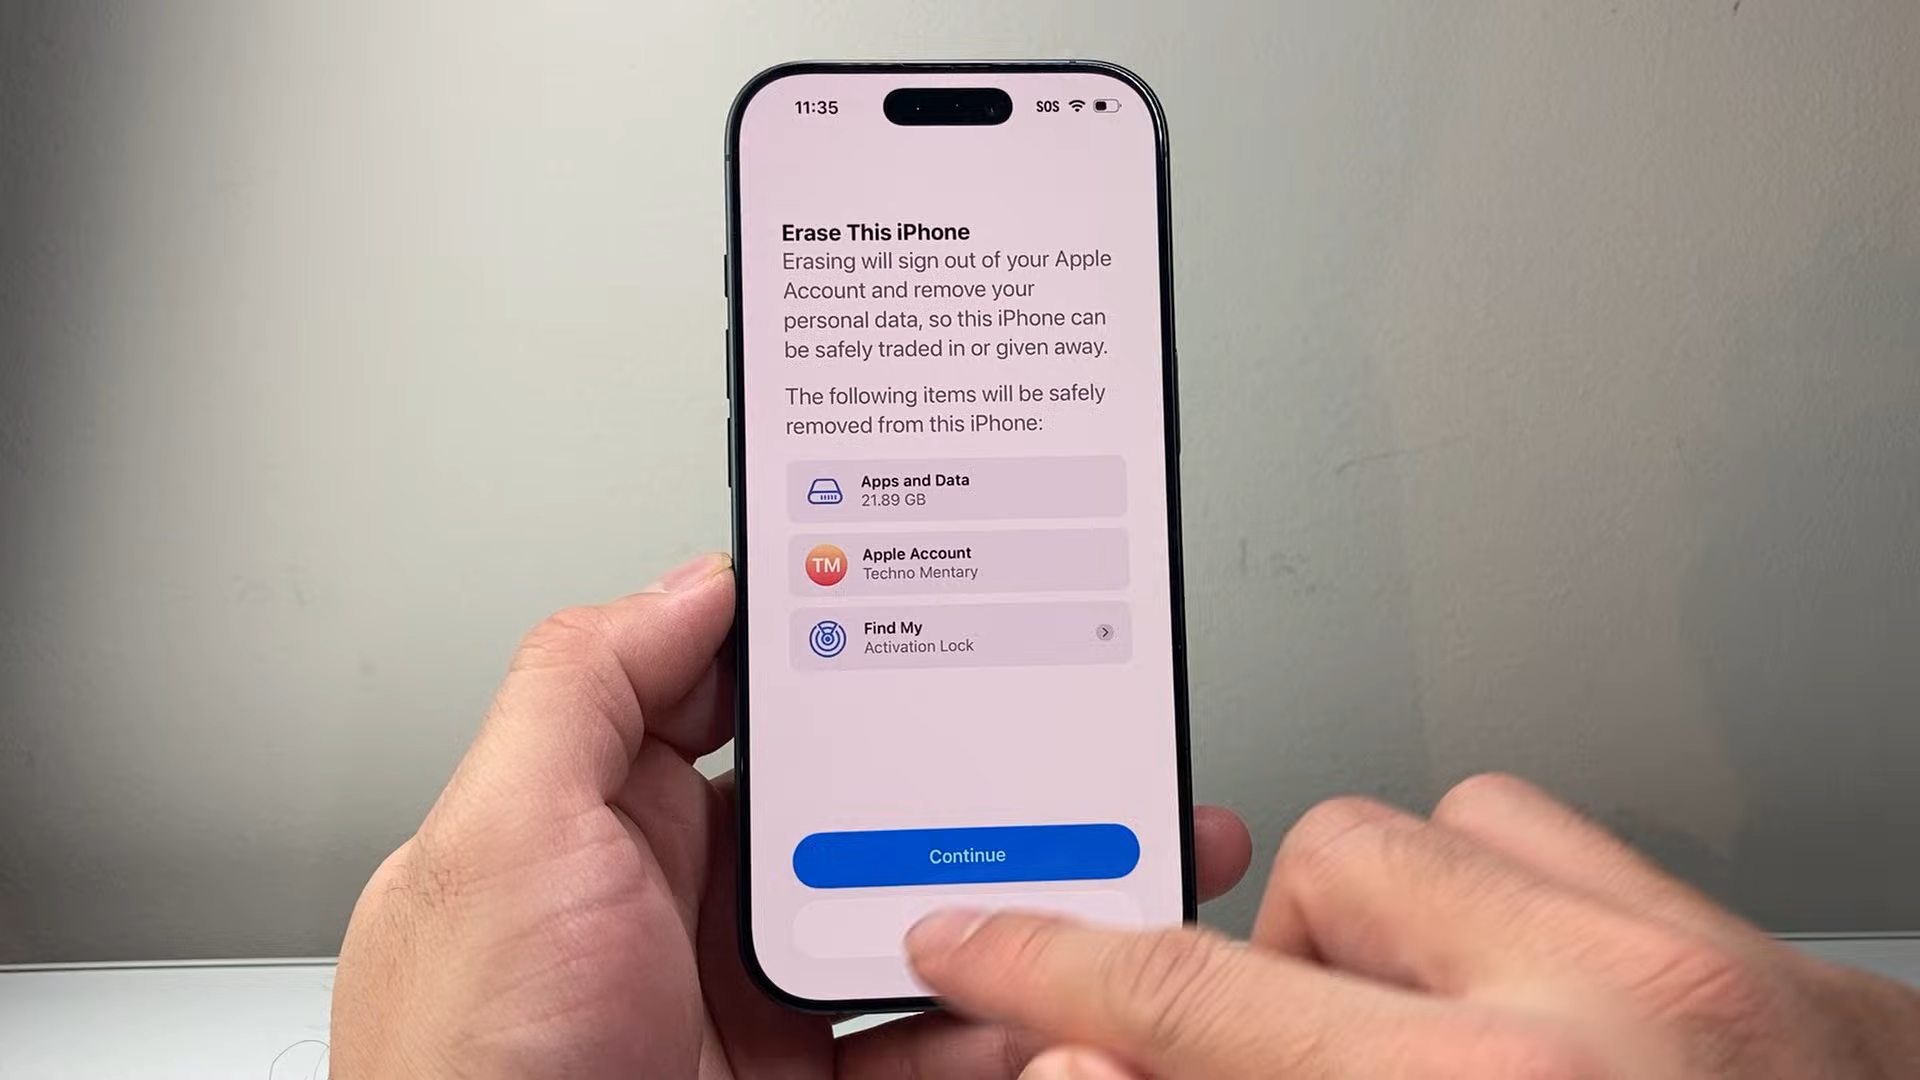 11:35 SOS
Erase This iPhone
Erasing will sign out of your Apple
Account and remove your
personal data, so this iPhone can
be safely traded in or given away.
The following items will be safely
removed from this iPhone:
Apps and Data
21.89 GB
TM
Apple Account
Techno Mentary
Find My
Activation Lock
Continue